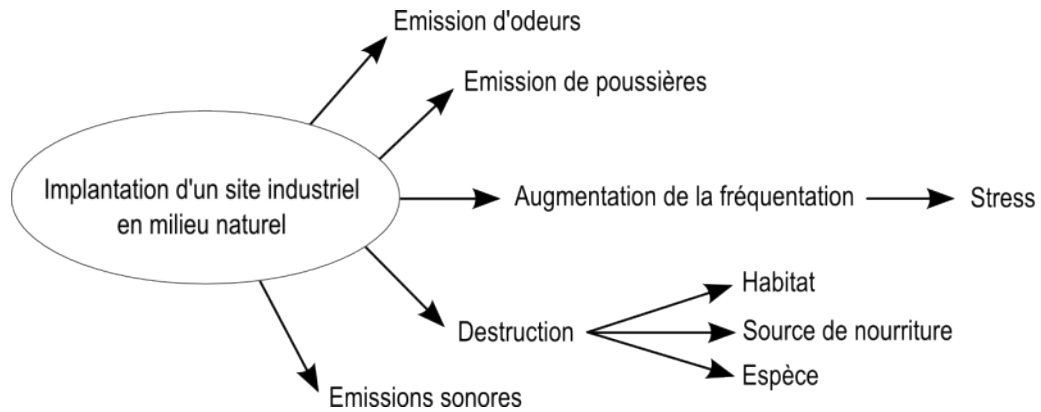 Emission d'odeurs
Emission de poussières
Implantation d'un site industriel
en milieu naturel
Augmentation de la fréquentation
Stress
Destruction
Habitat
Source de nourriture
Espèce
Emissions sonores